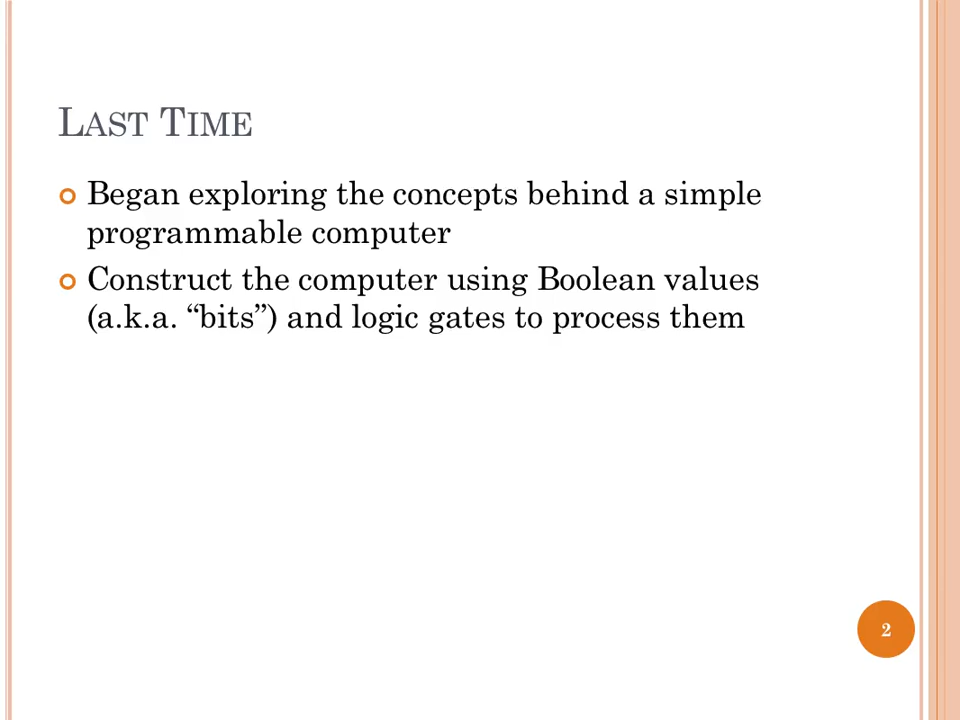 LAST TIME
Began exploring the concepts behind a simple
programmable computer
Construct the computer using Boolean values
(a.k.a. “bits”) and logic gates to process them
2